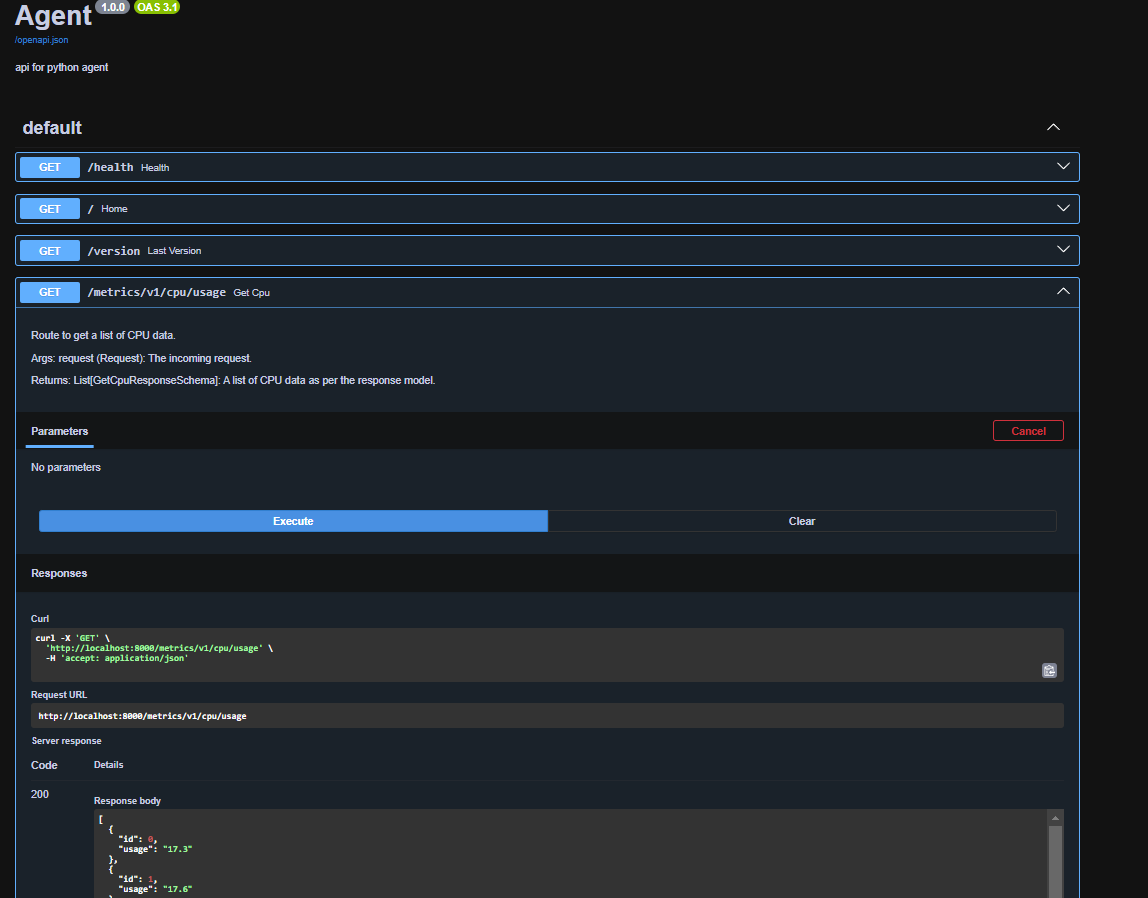 Agent 1.0.0 OAS 3.1
/openapi.json
api for python agent
default
GET /health Health
GET / Home
GET /version Last Version
GET /metrics/v1/cpu/usage Get Cpu
Route to get a list of CPU data.
Args: request (Request): The incoming request.
Returns: List[GetCpuResponseSchema]: A list of CPU data as per the response model.
Parameters Cancel
No parameters
Execute Clear
Responses
Curl
curl -X 'GET' \
'http://localhost:8000/metrics/v1/cpu/usage' \
-H 'accept: application/json'
Request URL
http://localhost:8000/metrics/v1/cpu/usage
Server response
Code Details
200
Response body
[
{
"id": 0,
"usage": "17.3"
},
{
"id": 1,
"usage": "17.6"